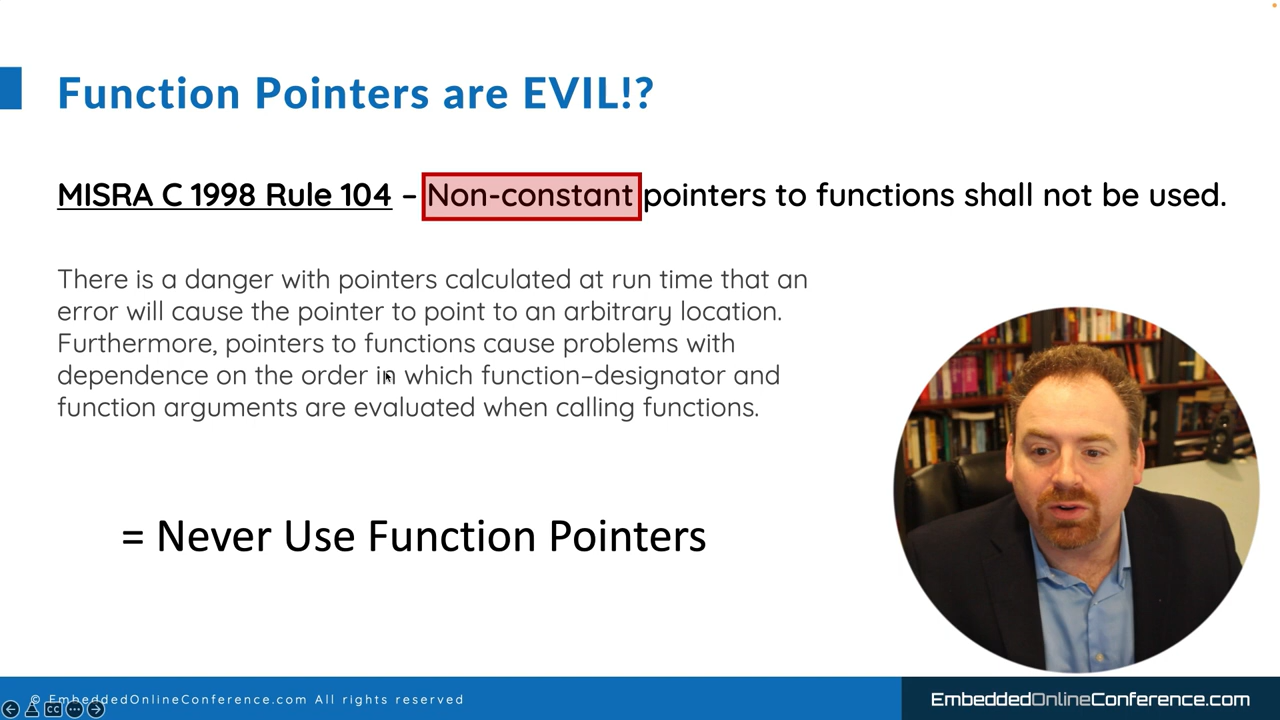 Function Pointers are EVIL!?
MISRA C 1998 Rule 104 – Non-constant pointers to functions shall not be used.
There is a danger with pointers calculated at run time that an
error will cause the pointer to point to an arbitrary location.
Furthermore, pointers to functions cause problems with
dependence on the order in which function–designator and
function arguments are evaluated when calling functions.
= Never Use Function Pointers
© EmbeddedOnlineConference.com All rights reserved
EmbeddedOnlineConference.com
CC